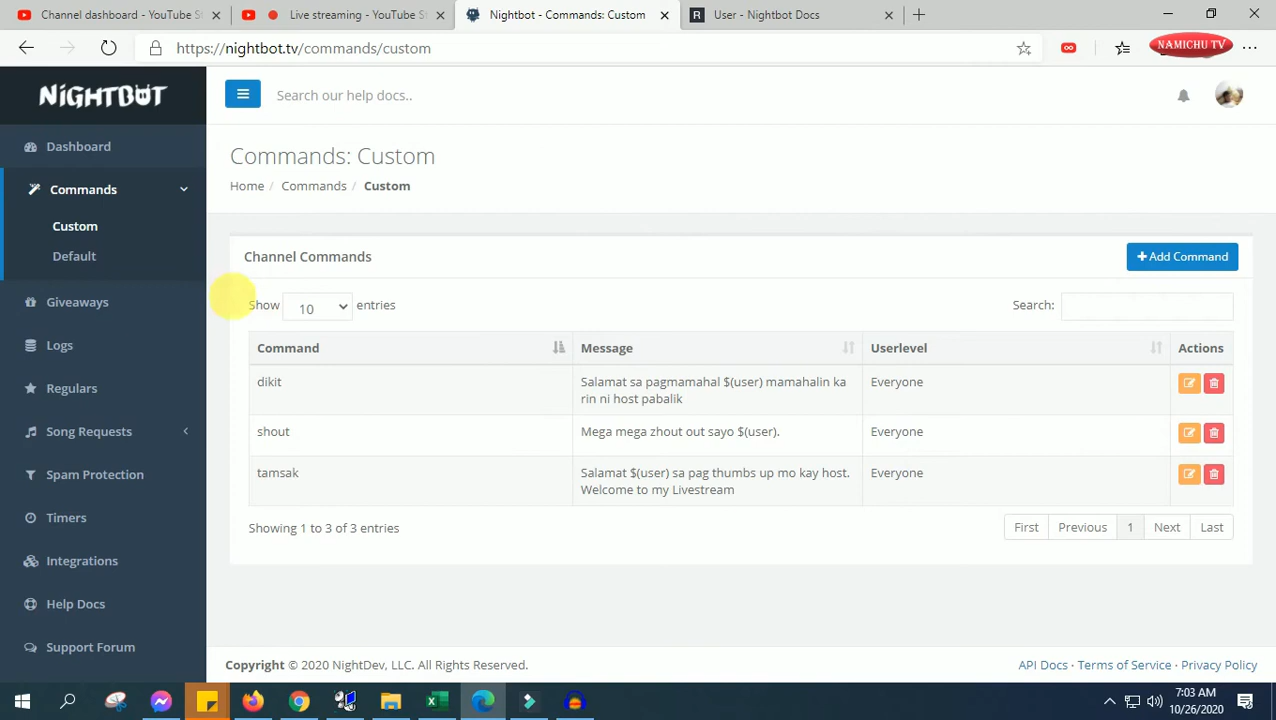 Channel dashboard - YouTube S
Live streaming - YouTube S
Nightbot - Commands: Custom
R User - Nightbot Docs
https://nightbot.tv/commands/custom
NAMICHU TV
NIGHTBOT
Search our help docs..
Dashboard
Commands
Custom
Default
Giveaways
Logs
Regulars
Song Requests
Spam Protection
Timers
Integrations
Help Docs
Support Forum
Commands: Custom
Home / Commands / Custom
Channel Commands
+ Add Command
Show 10 entries
Search:
Command Message Userlevel Actions
dikit Salamat sa pagmamahal $(user) mamahalin ka Everyone
rin ni host pabalik
shout Mega mega zhout out sayo $(user). Everyone
tamsak Salamat $(user) sa pag thumbs up mo kay host. Everyone
Welcome to my Livestream
Showing 1 to 3 of 3 entries
First Previous 1 Next Last
Copyright © 2020 NightDev, LLC. All Rights Reserved.
API Docs · Terms of Service · Privacy Policy
7:03 AM
10/26/2020